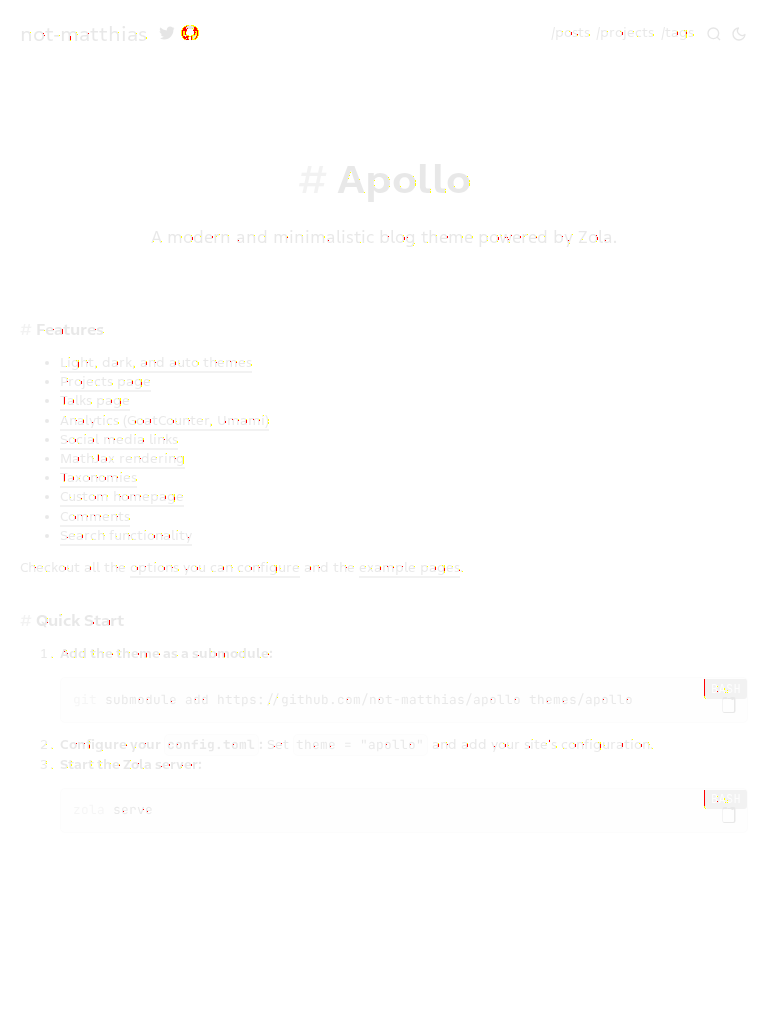 not-matthias /posts /projects /tags
# Apollo
A modern and minimalistic blog theme powered by Zola.
# Features
• Light, dark, and auto themes
• Projects page
• Talks page
• Analytics (GoatCounter, Umami)
• Social media links
• MathJax rendering
• Taxonomies
• Custom homepage
• Comments
• Search functionality
Checkout all the options you can configure and the example pages.
# Quick Start
1. Add the theme as a submodule:
BASH
git submodule add https://github.com/not-matthias/apollo themes/apollo
2. Configure your config.toml: Set theme = "apollo" and add your site's configuration.
3. Start the Zola server:
BASH
zola serve